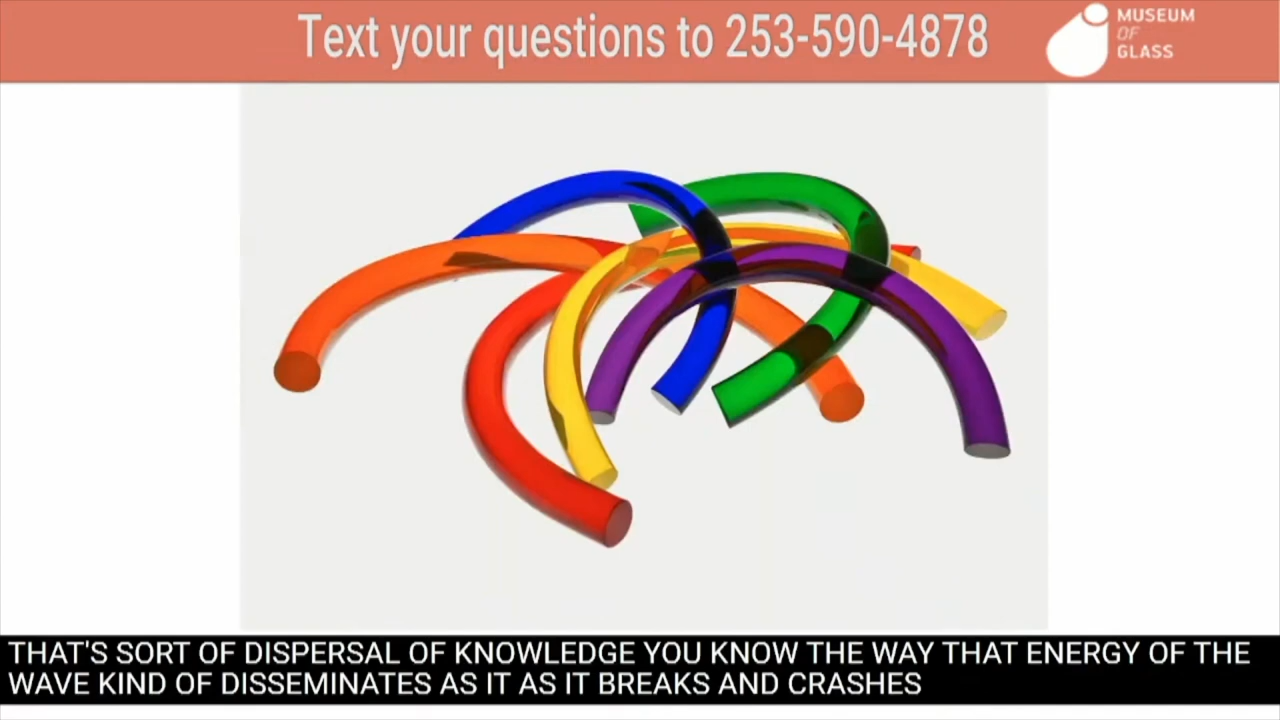 Text your questions to 253-590-4878
MUSEUM
OF
GLASS
THAT'S SORT OF DISPERSAL OF KNOWLEDGE YOU KNOW THE WAY THAT ENERGY OF THE
WAVE KIND OF DISSEMINATES AS IT AS IT BREAKS AND CRASHES